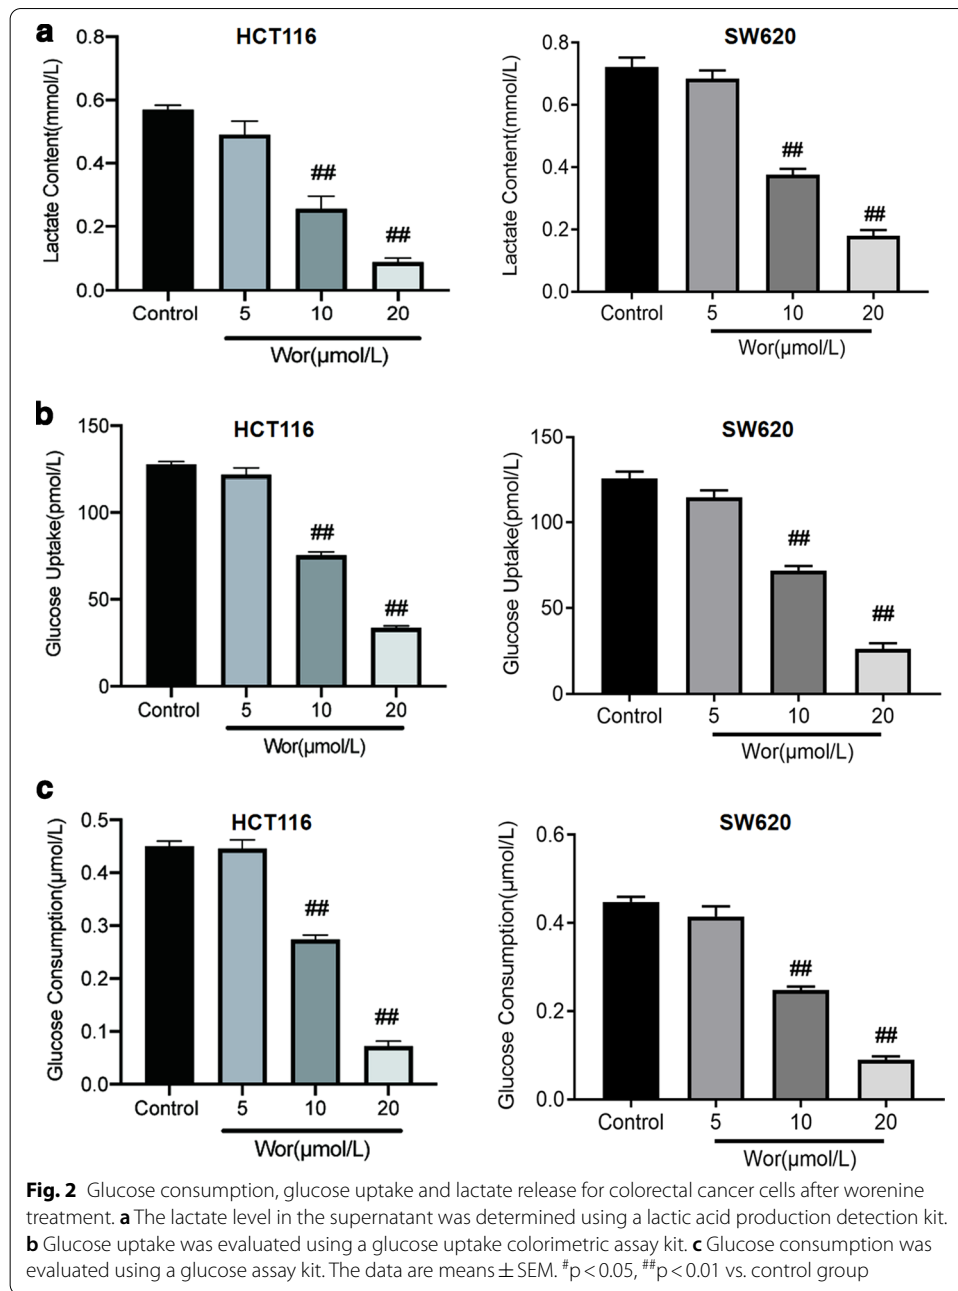 a
HCT116
Lactate Content(mmol/L)
0.8
0.6
0.4
0.2
0.0
##
##
Control 5 10 20
Wor(μmol/L)
SW620
Lactate Content(mmol/L)
0.8
0.6
0.4
0.2
0.0
##
##
Control 5 10 20
Wor(μmol/L)
b
HCT116
Glucose Uptake(pmol/L)
150
100
50
0
##
##
Control 5 10 20
Wor(μmol/L)
SW620
Glucose Uptake(pmol/L)
150
100
50
0
##
##
Control 5 10 20
Wor(μmol/L)
c
HCT116
Glucose Consumption(μmol/L)
0.5
0.4
0.3
0.2
0.1
0.0
##
##
Control 5 10 20
Wor(μmol/L)
SW620
Glucose Consumption(μmol/L)
0.6
0.4
0.2
0.0
##
##
Control 5 10 20
Wor(μmol/L)
Fig. 2 Glucose consumption, glucose uptake and lactate release for colorectal cancer cells after worenine
treatment. a The lactate level in the supernatant was determined using a lactic acid production detection kit.
b Glucose uptake was evaluated using a glucose uptake colorimetric assay kit. c Glucose consumption was
evaluated using a glucose assay kit. The data are means ± SEM. #p < 0.05, ##p < 0.01 vs. control group